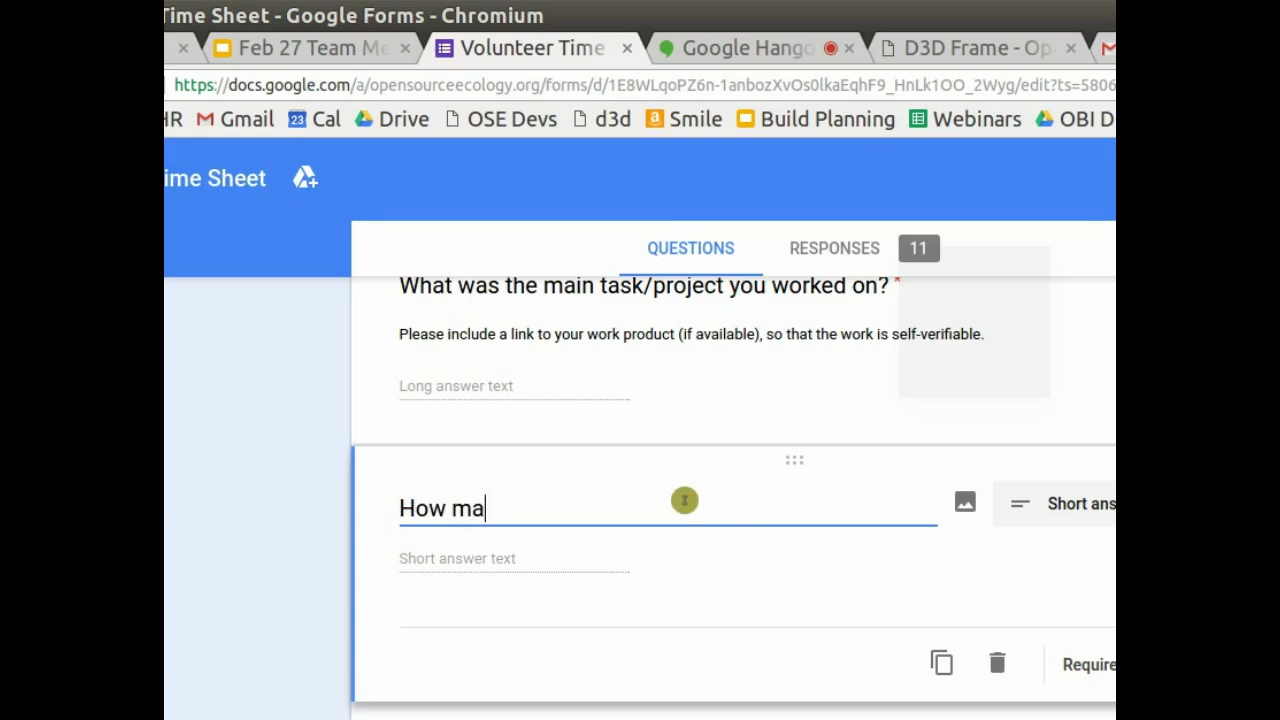 Time Sheet - Google Forms - Chromium
Feb 27 Team Me
Volunteer Time
Google Hango
D3D Frame - Op
https://docs.google.com/a/opensourceecology.org/forms/d/1E8WLqoPZ6n-1anbozXvOs0lkaEqhF9_HnLk1OO_2Wyg/edit?ts=5806
HR
Gmail
23 Cal
Drive
OSE Devs
d3d
Smile
Build Planning
Webinars
OBI D
ime Sheet
QUESTIONS
RESPONSES
11
What was the main task/project you worked on? *
Please include a link to your work product (if available), so that the work is self-verifiable.
Long answer text
How ma
Short ans
Short answer text
Require